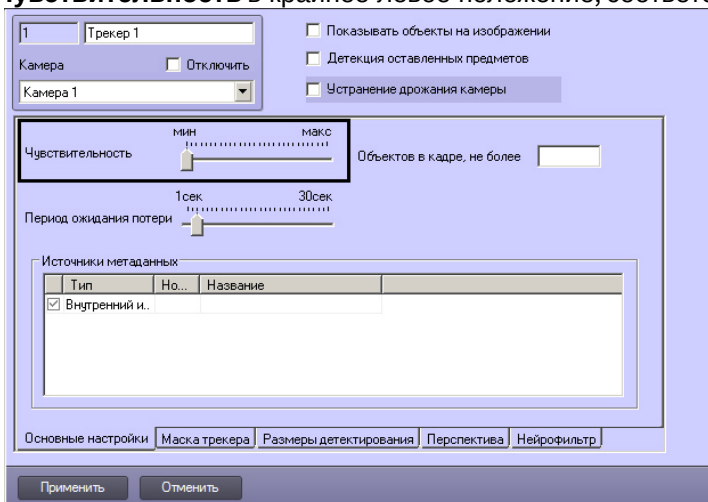 чувствительность в крайнее левое положение, соответс
1 Трекер 1
Показывать объекты на изображении
Камера Отключить
Детекция оставленных предметов
Камера 1
Устранение дрожания камеры
мин макс
Чувствительность
Объектов в кадре, не более
1сек 30сек
Период ожидания потери
Источники метаданных
Тип Но... Название
Внутренний и..
Основные настройки Маска трекера Размеры детектирования Перспектива Нейрофильтр
Применить Отменить